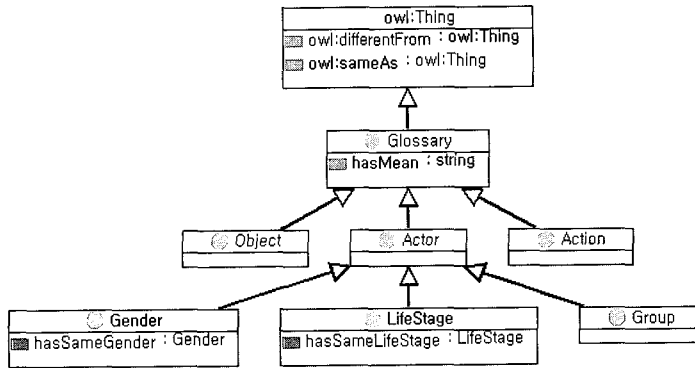 owl:Thing
owl:differentFrom : owl:Thing
owl:sameAs : owl:Thing
Glossary
hasMean : string
Object
Actor
Action
Gender
hasSameGender : Gender
LifeStage
hasSameLifeStage : LifeStage
Group